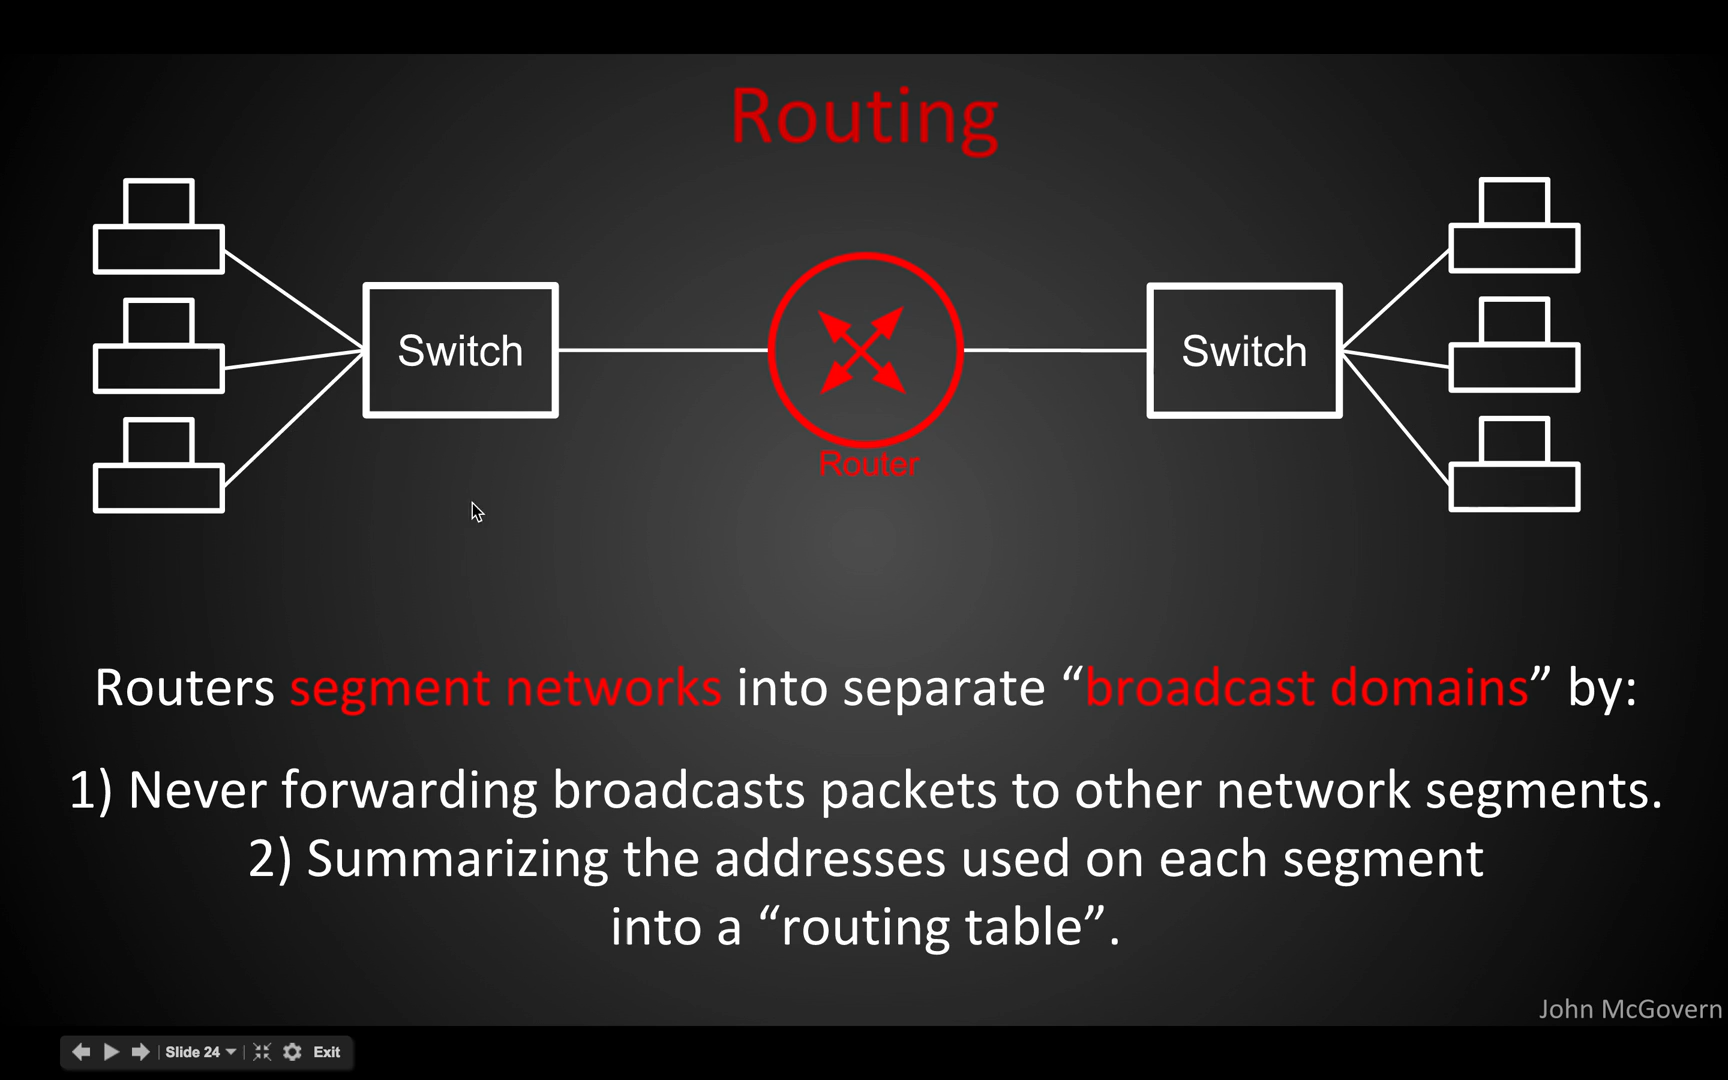 Routing
Switch
Switch
Router
Routers segment networks into separate “broadcast domains” by:
1) Never forwarding broadcasts packets to other network segments.
2) Summarizing the addresses used on each segment
into a “routing table”.
John McGovern
Slide 24
Exit